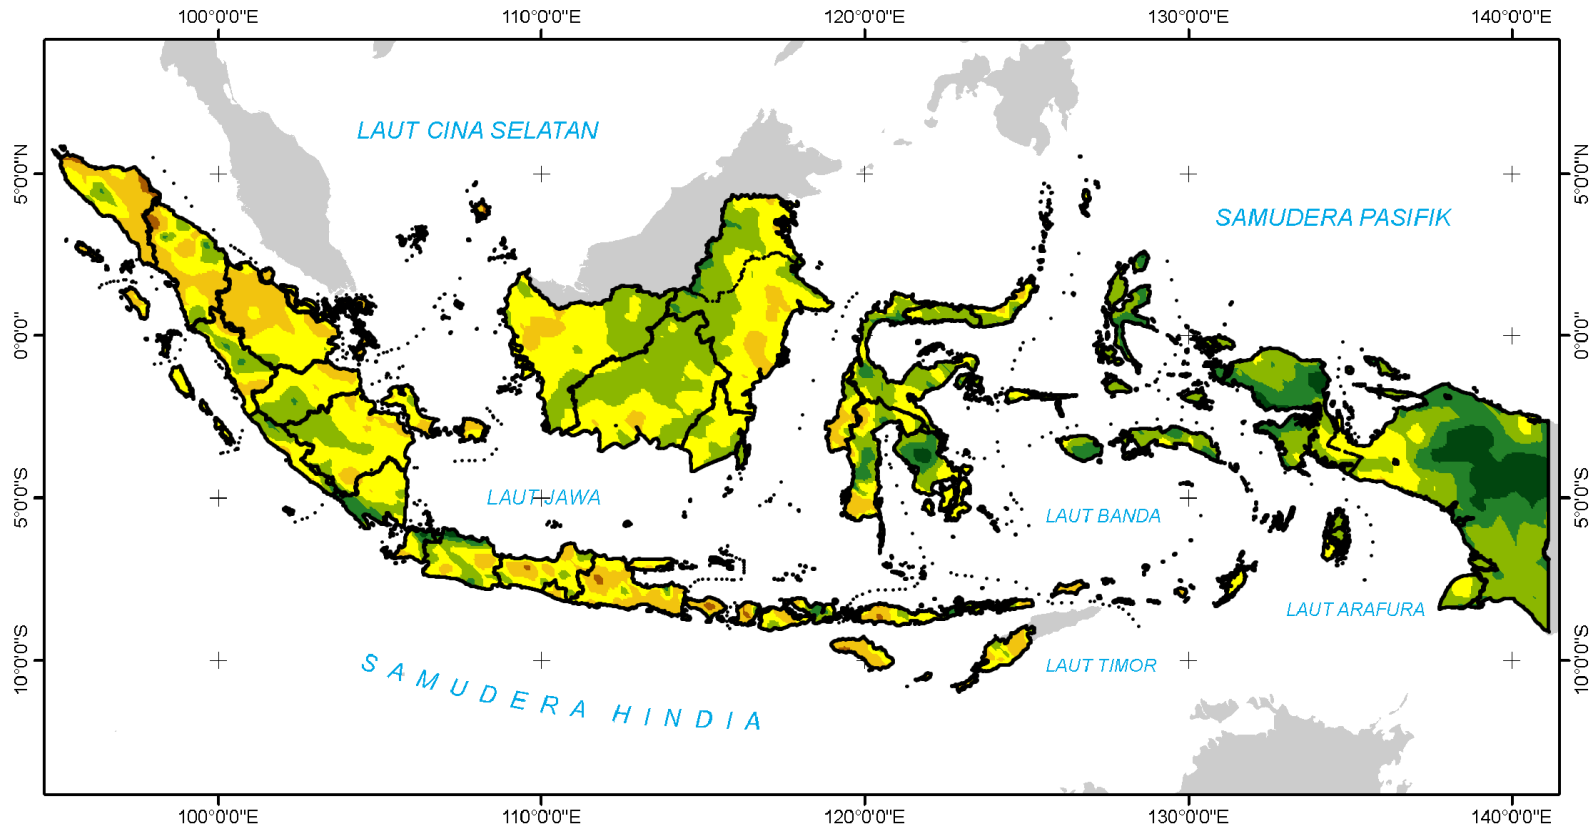 100°0'0"E 110°0'0"E 120°0'0"E 130°0'0"E 140°0'0"E
LAUT CINA SELATAN
5°0'0"N 5°0'0"N
SAMUDERA PASIFIK
0°0'0" 0°0'0"
LAUT JAWA
5°0'0"S 5°0'0"S
LAUT BANDA
LAUT ARAFURA
10°0'0"S 10°0'0"S
LAUT TIMOR
SAMUDERA HINDIA
100°0'0"E 110°0'0"E 120°0'0"E 130°0'0"E 140°0'0"E